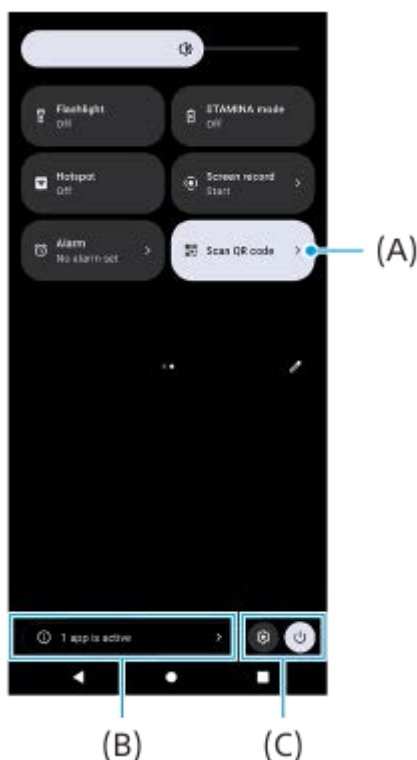 Flashlight
Off
STAMINA mode
Off
Hotspot
Off
Screen record
Start
Alarm
No alarm set
Scan QR code
(A)
1 app is active
(B)
(C)